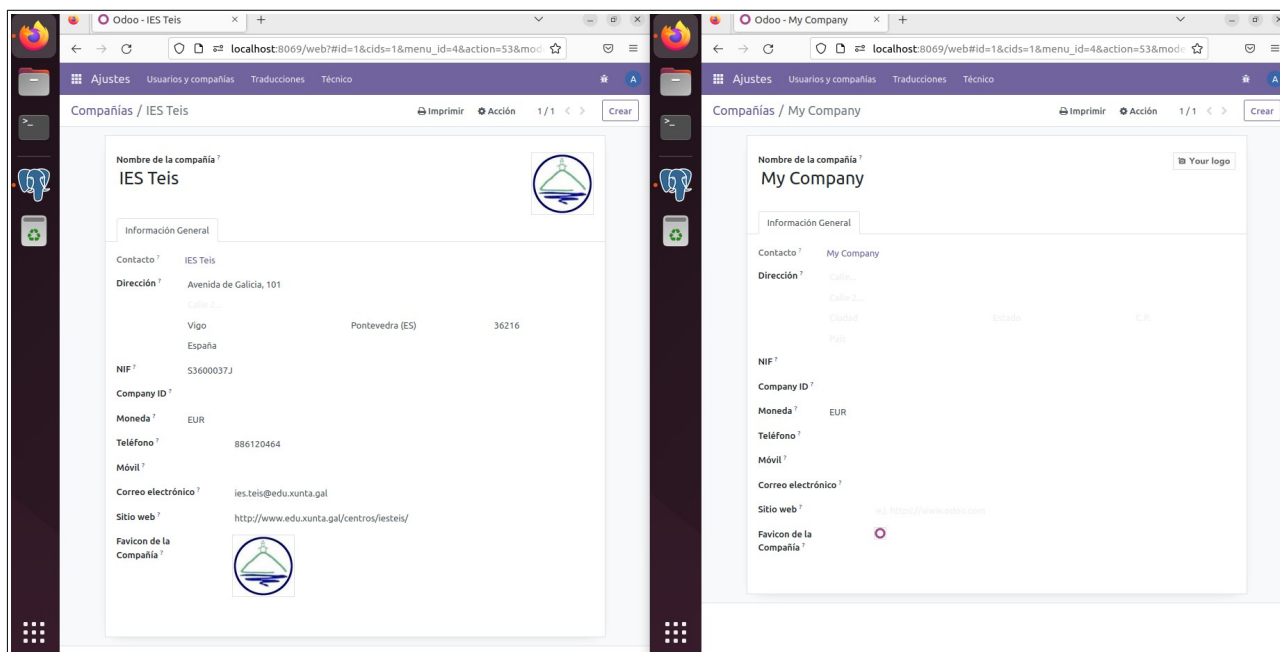 Odoo - IES Teis
localhost:8069/web?#id=1&cids=1&menu_id=4&action=53&mod
Ajustes Usuarios y compañías Traducciones Técnico A
Compañías / IES Teis Imprimir Acción 1 / 1 Crear
Nombre de la compañía ?
IES Teis
Información General
Contacto ? IES Teis
Dirección ? Avenida de Galicia, 101
Calle 2...
Vigo Pontevedra (ES) 36216
España
NIF ? S3600037J
Company ID ?
Moneda ? EUR
Teléfono ? 886120464
Móvil ?
Correo electrónico ? ies.teis@edu.xunta.gal
Sitio web ? http://www.edu.xunta.gal/centros/iesteis/
Favicon de la
Compañía ?
Odoo - My Company
localhost:8069/web#id=1&cids=1&menu_id=4&action=53&mode
Ajustes Usuarios y compañías Traducciones Técnico A
Compañías / My Company Imprimir Acción 1 / 1 Crear
Nombre de la compañía ? Your logo
My Company
Información General
Contacto ? My Company
Dirección ? Calle...
Calle 2...
Ciudad Estado C.P.
País
NIF ?
Company ID ?
Moneda ? EUR
Teléfono ?
Móvil ?
Correo electrónico ?
Sitio web ? e.j. https://www.odoo.com
Favicon de la
Compañía ?